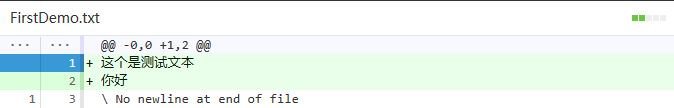 FirstDemo.txt
... ... @@ -0,0 +1,2 @@
1 + 这个是测试文本
2 + 你好
1 3 \ No newline at end of file